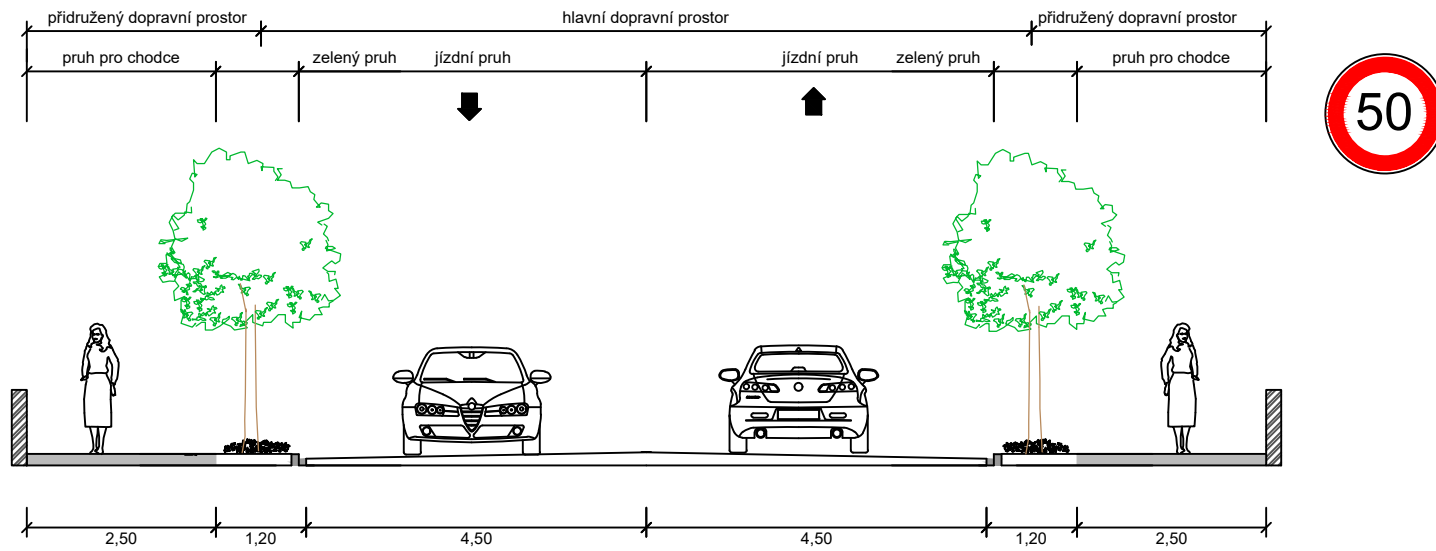 přidružený dopravní prostor hlavní dopravní prostor přidružený dopravní prostor
pruh pro chodce zelený pruh jízdní pruh jízdní pruh zelený pruh pruh pro chodce
50
2,50 1,20 4,50 4,50 1,20 2,50